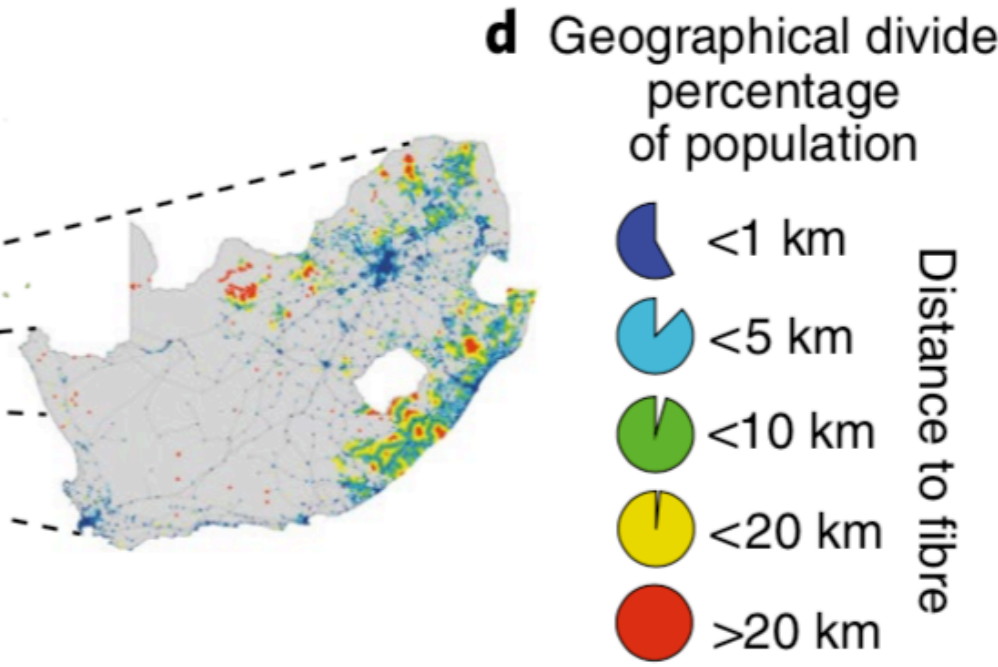 d Geographical divide
percentage
of population
<1 km
<5 km
<10 km
<20 km
>20 km
Distance to fibre